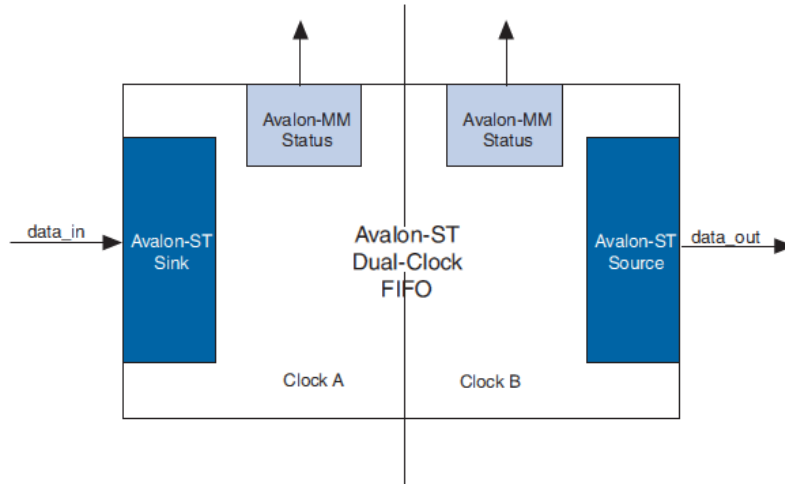 Avalon-MM
Status
Avalon-MM
Status
data_in
Avalon-ST
Sink
Avalon-ST
Dual-Clock
FIFO
Avalon-ST
Source
data_out
Clock A
Clock B